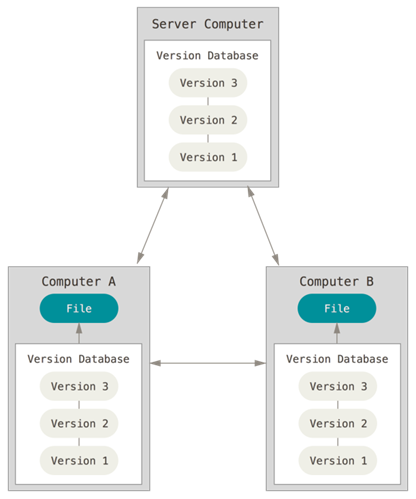 Server Computer
Version Database
Version 3
Version 2
Version 1
Computer A
File
Version Database
Version 3
Version 2
Version 1
Computer B
File
Version Database
Version 3
Version 2
Version 1